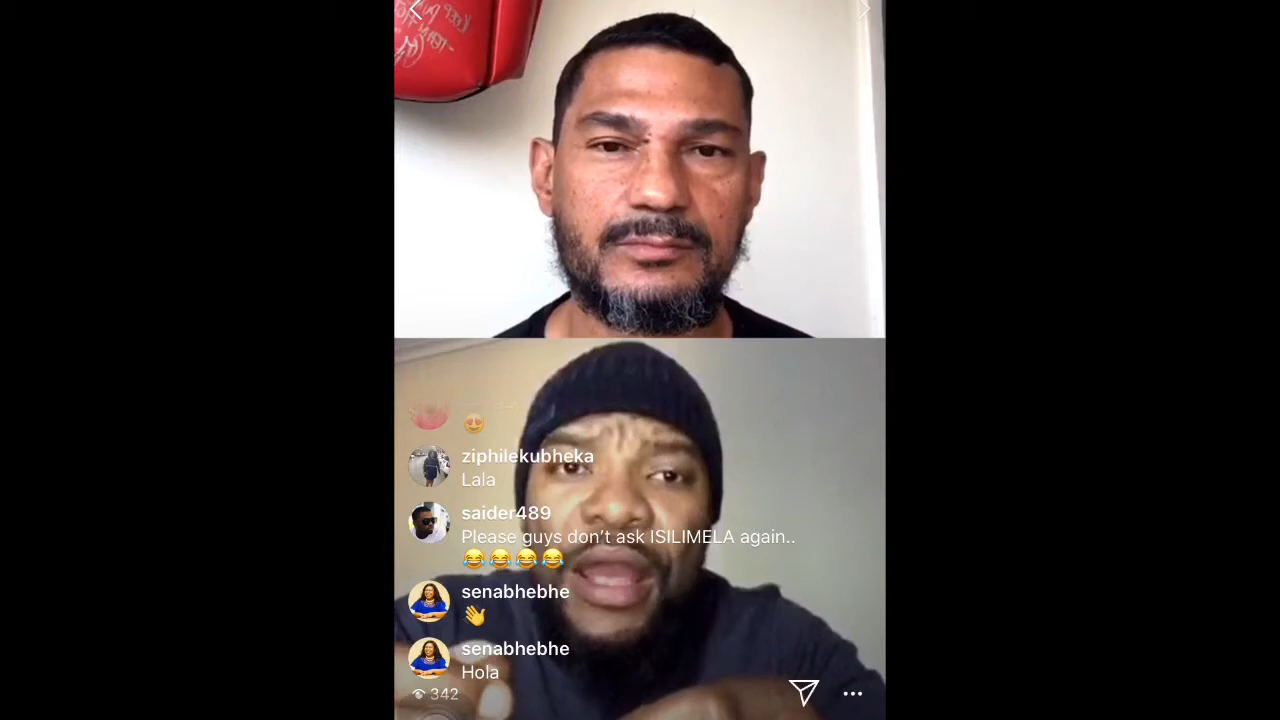 ziphilekubheka
Lala
saider489
Please guys don't ask ISILIMELA again..
😂😂😂😂
senabhebhe
👋
senabhebhe
Hola
342